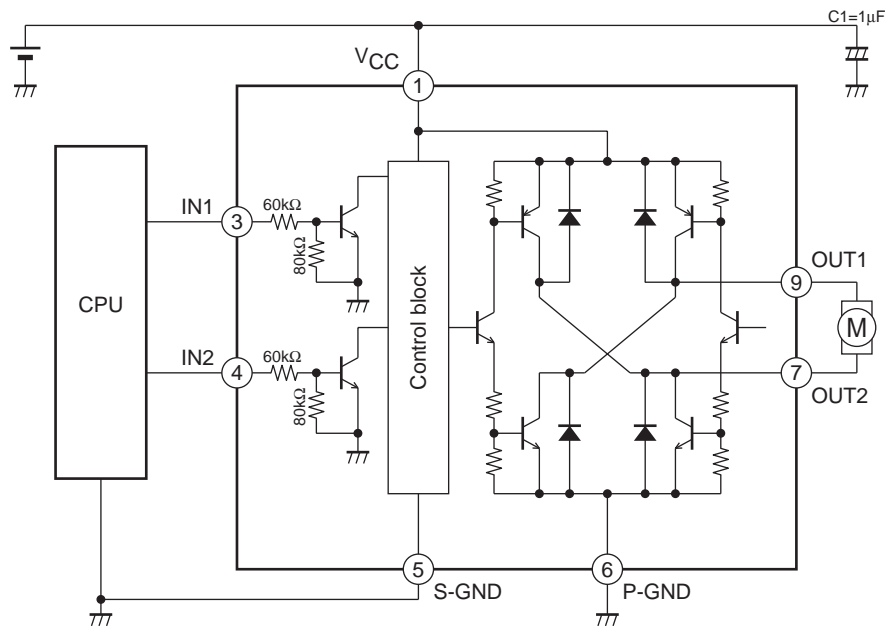 C1=1μF
VCC
1
IN1
3
60kΩ
80kΩ
CPU
Control block
9
OUT1
M
IN2
4
60kΩ
80kΩ
7
OUT2
5
S-GND
6
P-GND